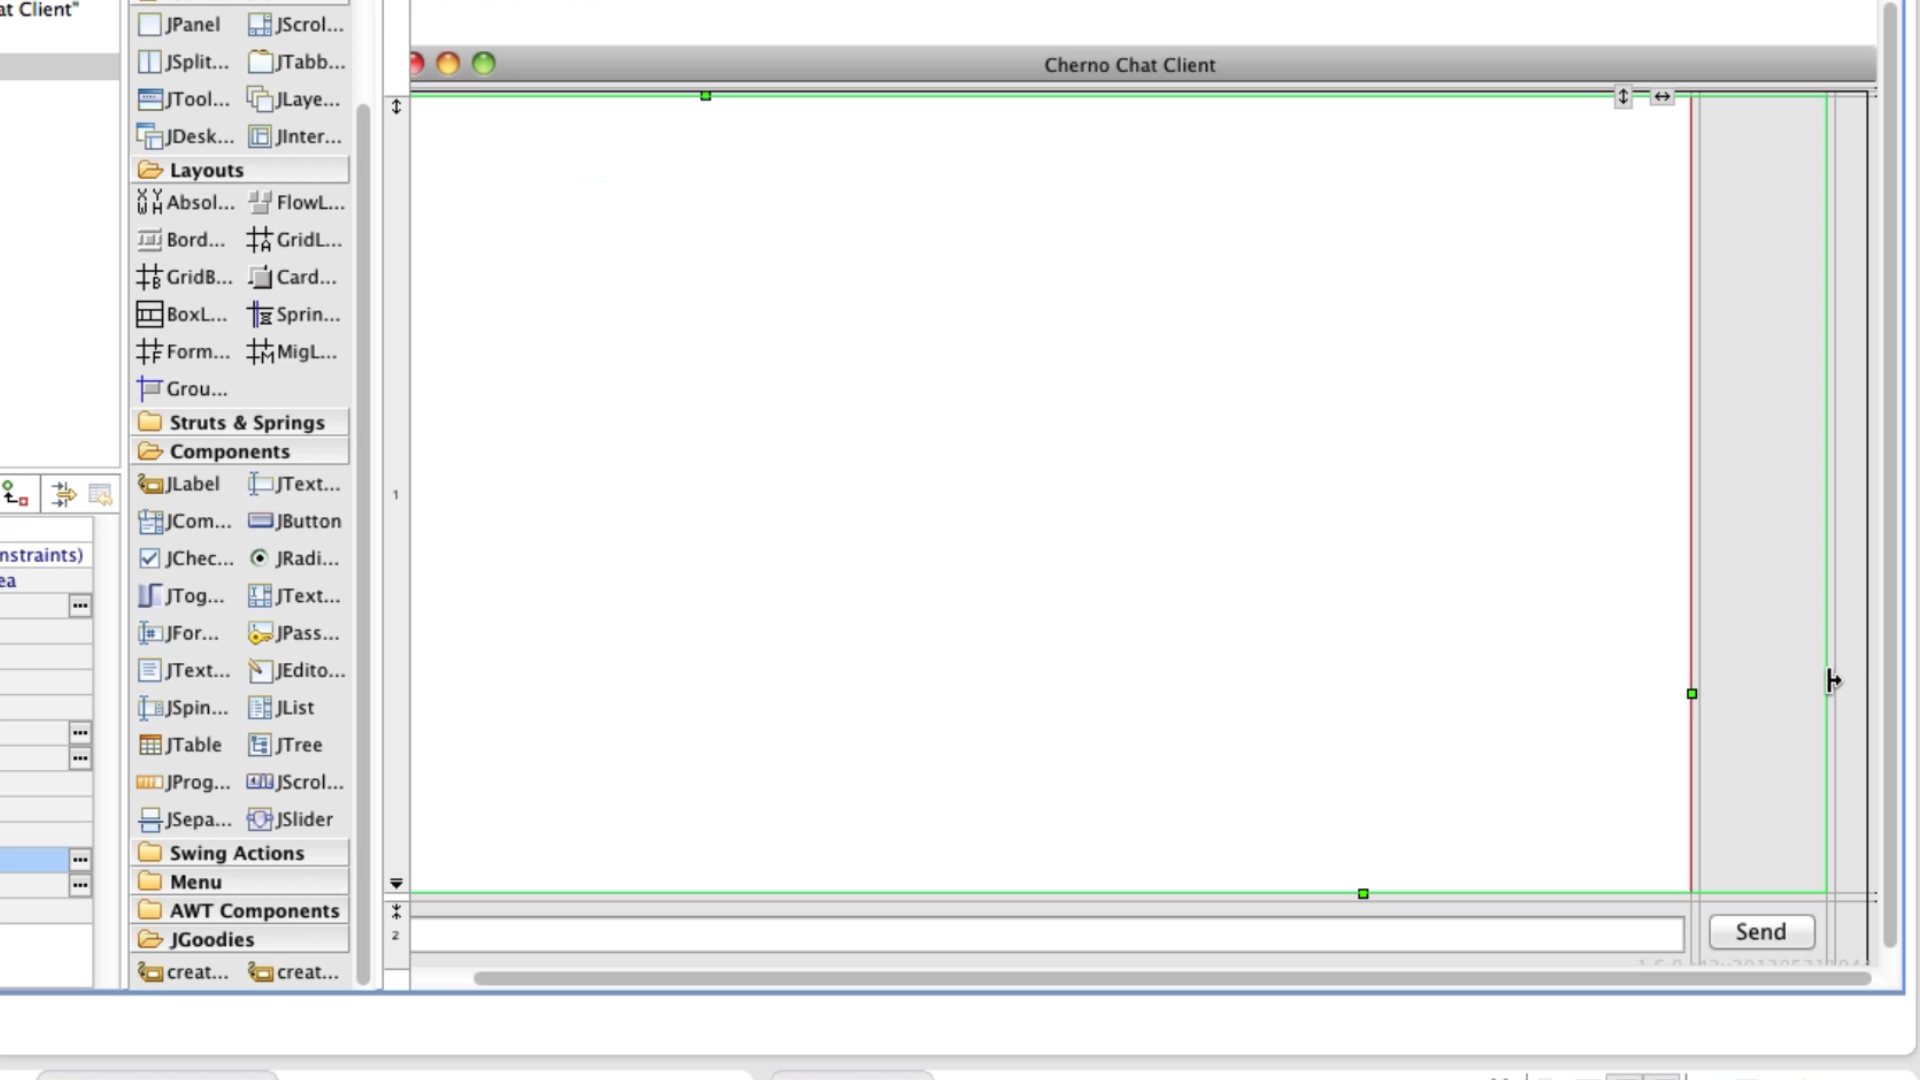 at Client"
JPanel JScrol...
JSplit... JTabb...
JTool... JLaye...
JDesk... JInter...
Layouts
Absol... FlowL...
Bord... GridL...
GridB... Card...
BoxL... Sprin...
Form... MigL...
Grou...
Struts & Springs
Components
JLabel JText...
JCom... JButton
JChec... JRadi...
JTog... JText...
JFor... JPass...
JText... JEdito...
JSpin... JList
JTable JTree
JProg... JScrol...
JSepa... JSlider
Swing Actions
Menu
AWT Components
JGoodies
creat... creat...
nstraints)
ea
Cherno Chat Client
1
2
Send